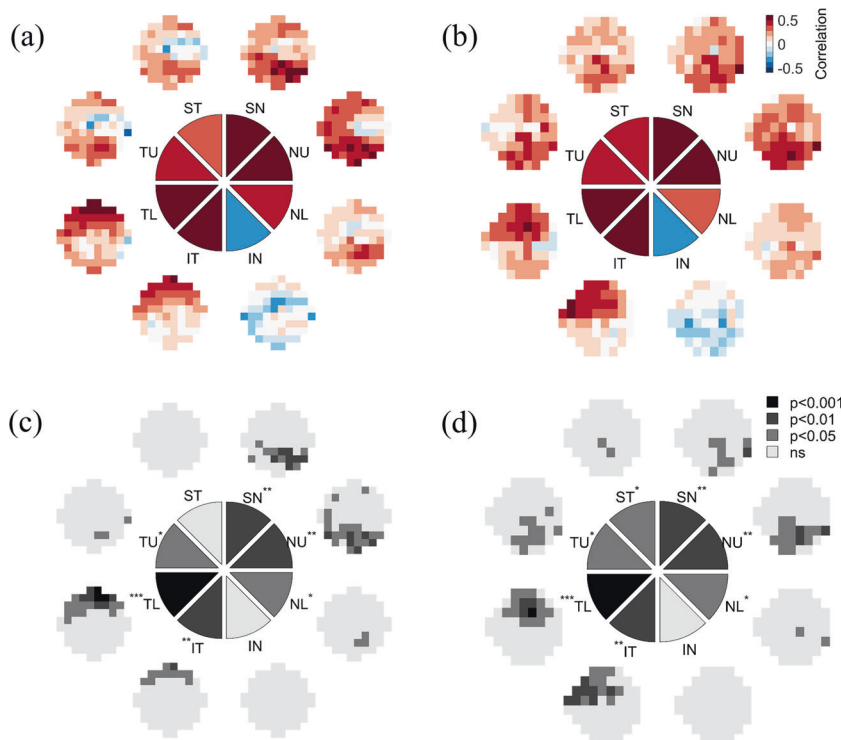 (a)
ST
SN
TU
NU
TL
NL
IT
IN
(b)
0.5
0
-0.5
Correlation
ST
SN
TU
NU
TL
NL
IT
IN
(c)
ST
SN**
TU*
NU**
***TL
NL*
**IT
IN
(d)
p<0.001
p<0.01
p<0.05
ns
ST*
SN**
TU*
NU**
***TL
NL*
**IT
IN